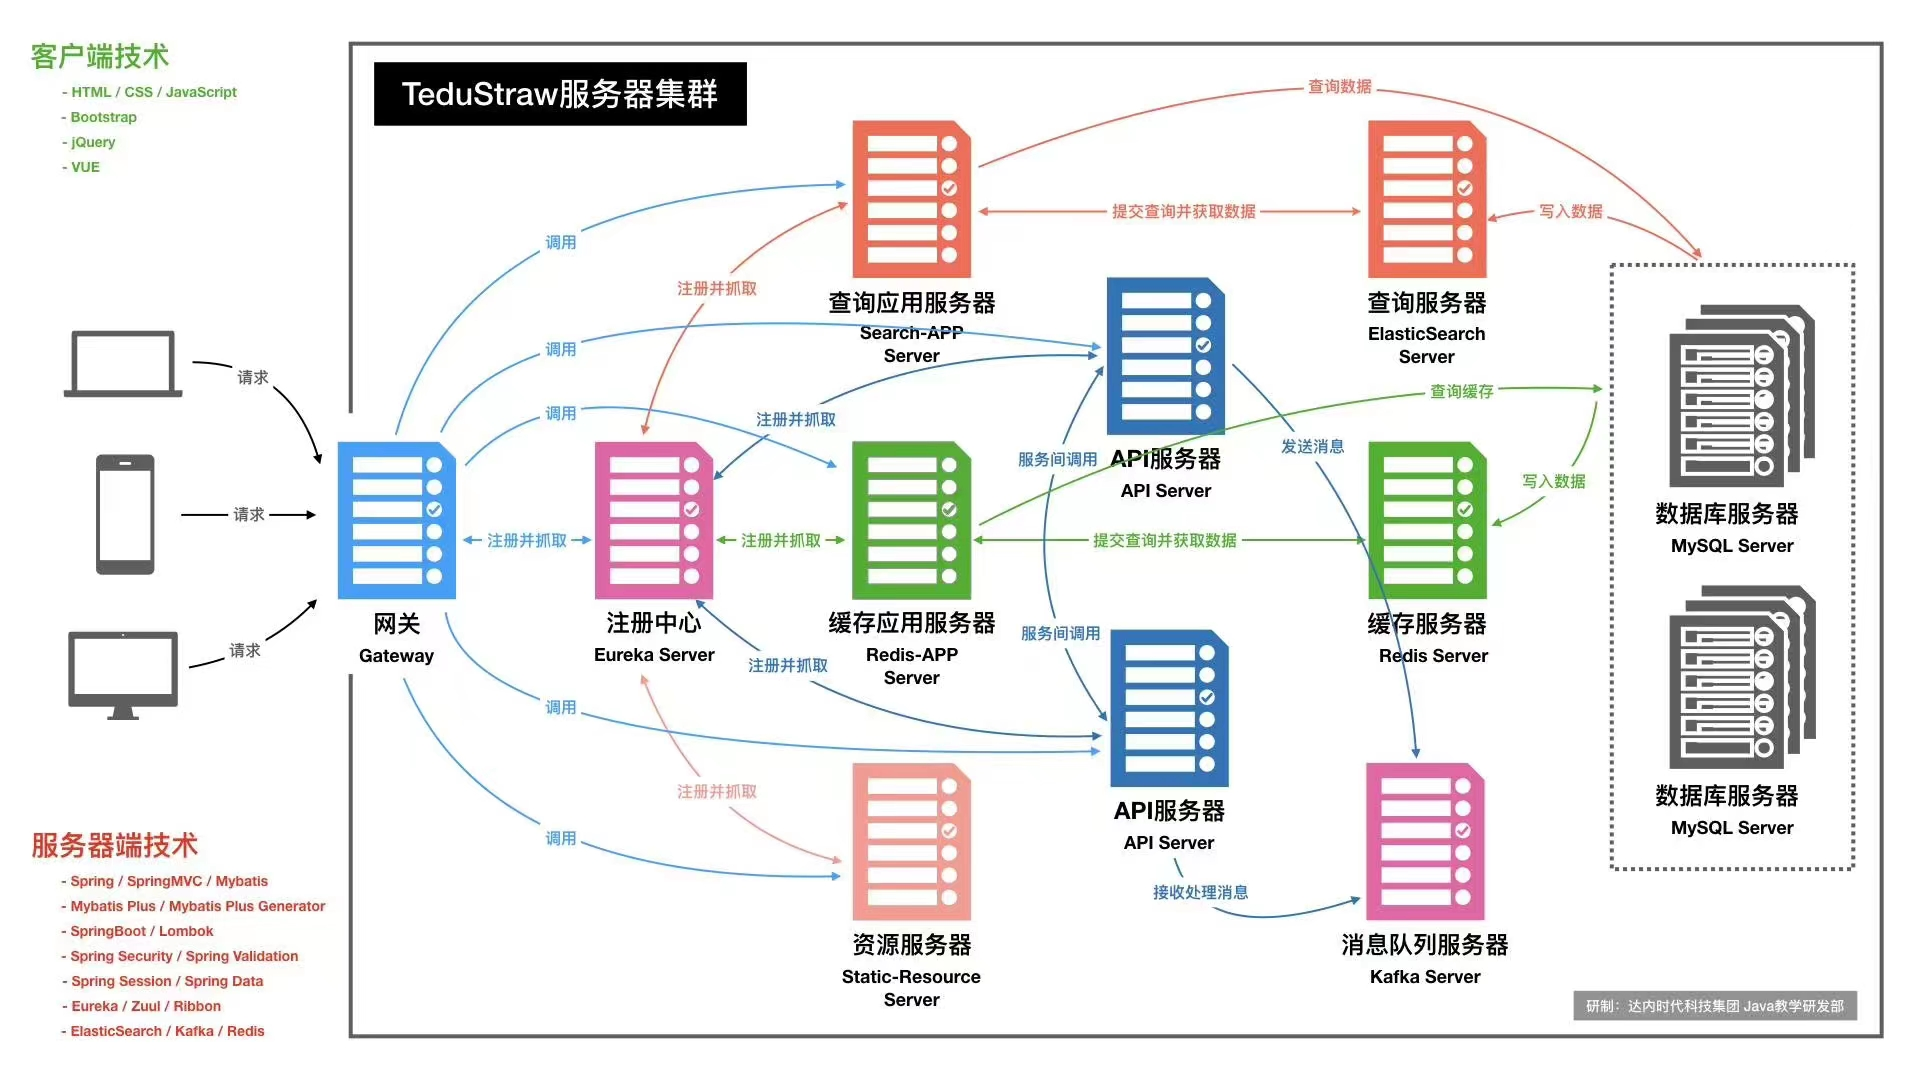 客户端技术
- HTML / CSS / JavaScript
- Bootstrap
- jQuery
- VUE
TeduStraw服务器集群
查询数据
调用
提交查询并获取数据
写入数据
注册并抓取
查询应用服务器
Search-APP
Server
查询服务器
ElasticSearch
Server
调用
请求
查询缓存
调用
注册并抓取
发送消息
服务间调用
API服务器
API Server
写入数据
数据库服务器
MySQL Server
请求
注册并抓取
注册并抓取
提交查询并获取数据
网关
Gateway
注册中心
Eureka Server
缓存应用服务器
Redis-APP
Server
服务间调用
缓存服务器
Redis Server
请求
注册并抓取
调用
注册并抓取
数据库服务器
MySQL Server
API服务器
API Server
调用
接收处理消息
资源服务器
Static-Resource
Server
消息队列服务器
Kafka Server
服务器端技术
- Spring / SpringMVC / Mybatis
- Mybatis Plus / Mybatis Plus Generator
- SpringBoot / Lombok
- Spring Security / Spring Validation
- Spring Session / Spring Data
- Eureka / Zuul / Ribbon
- ElasticSearch / Kafka / Redis
研制：达内时代科技集团 Java教学研发部